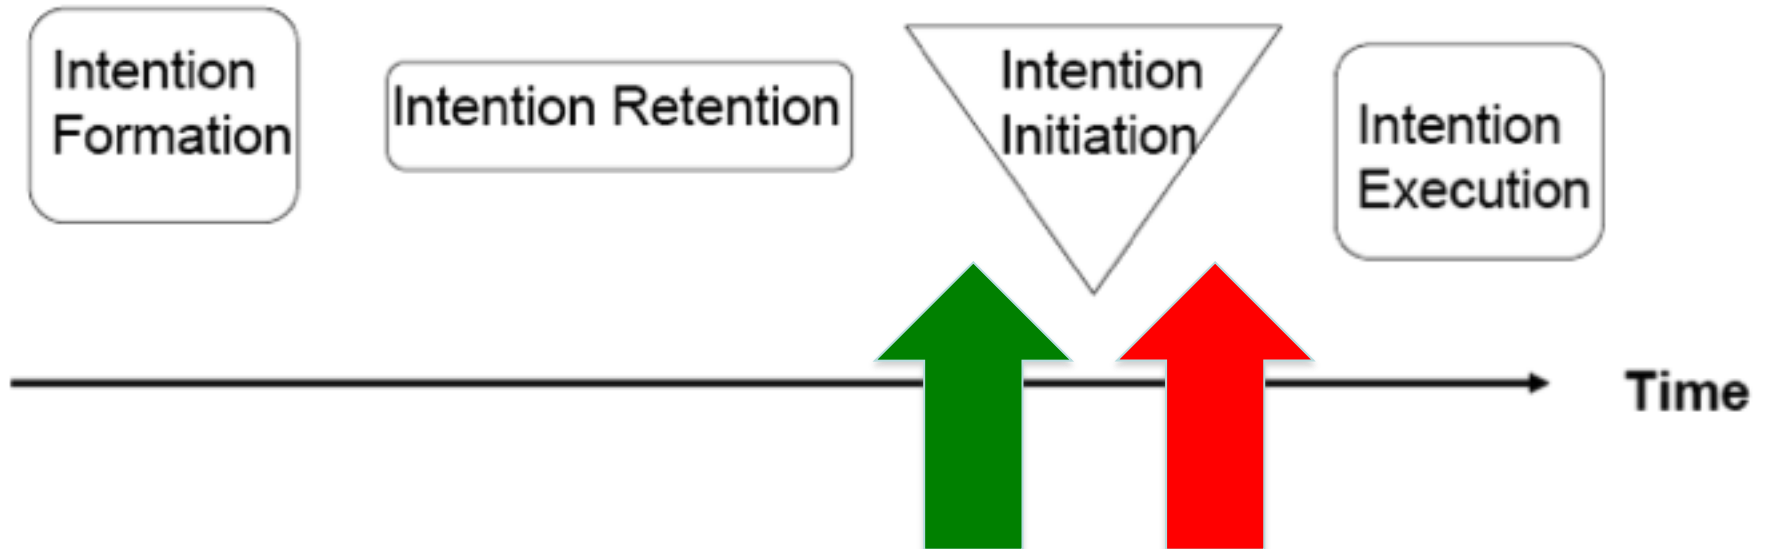 Intention
Formation
Intention Retention
Intention
Initiation
Intention
Execution
Time